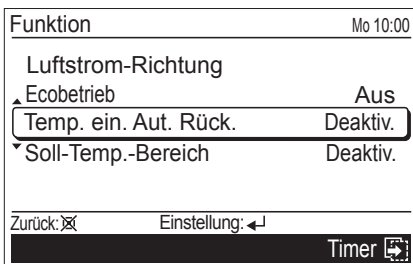 Funktion Mo 10:00
Luftstrom-Richtung
Ecobetrieb Aus
Temp. ein. Aut. Rück. Deaktiv.
Soll-Temp.-Bereich Deaktiv.
Zurück: Einstellung:
Timer